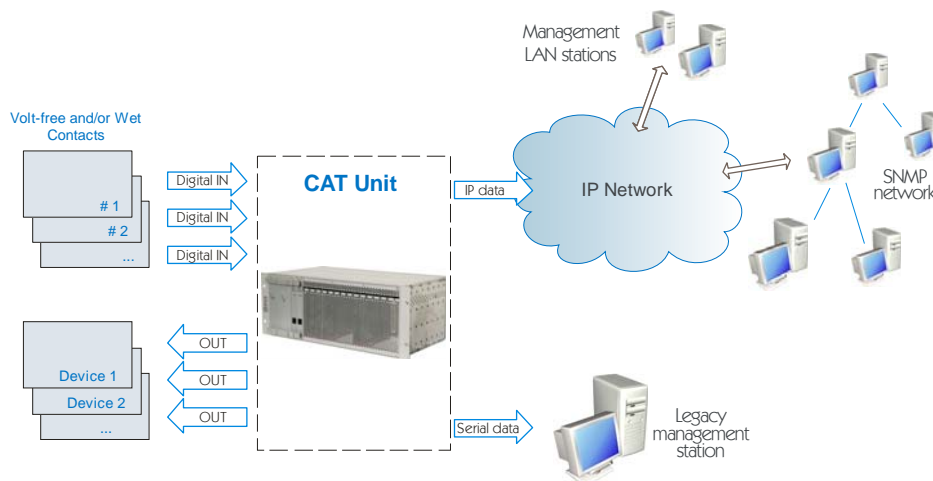 Management
LAN stations
Volt-free and/or Wet
Contacts
# 1
# 2
...
Digital IN
Digital IN
Digital IN
CAT Unit
IP data
IP Network
SNMP
network
Device 1
Device 2
...
OUT
OUT
OUT
Serial data
Legacy
management
station